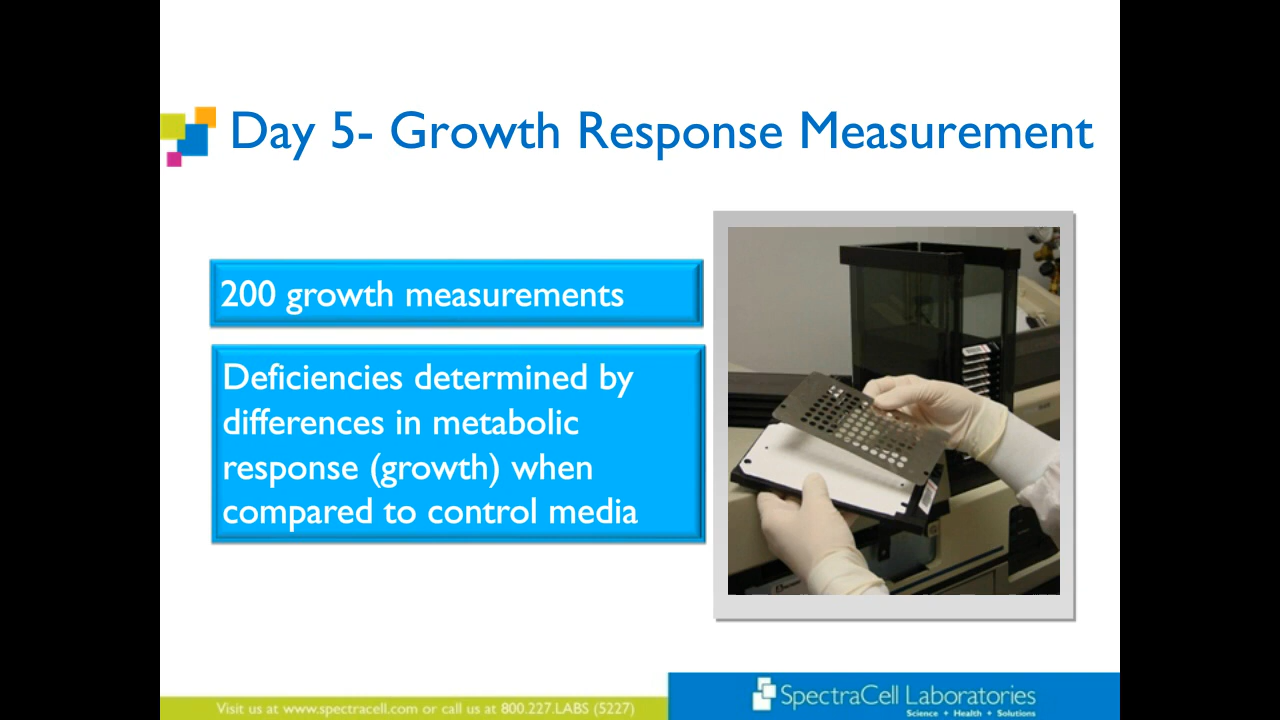 Day 5- Growth Response Measurement
200 growth measurements
Deficiencies determined by
differences in metabolic
response (growth) when
compared to control media
Visit us at www.spectracell.com or call us at 800.227.LABS (5227)
SpectraCell Laboratories
Science + Health + Solutions